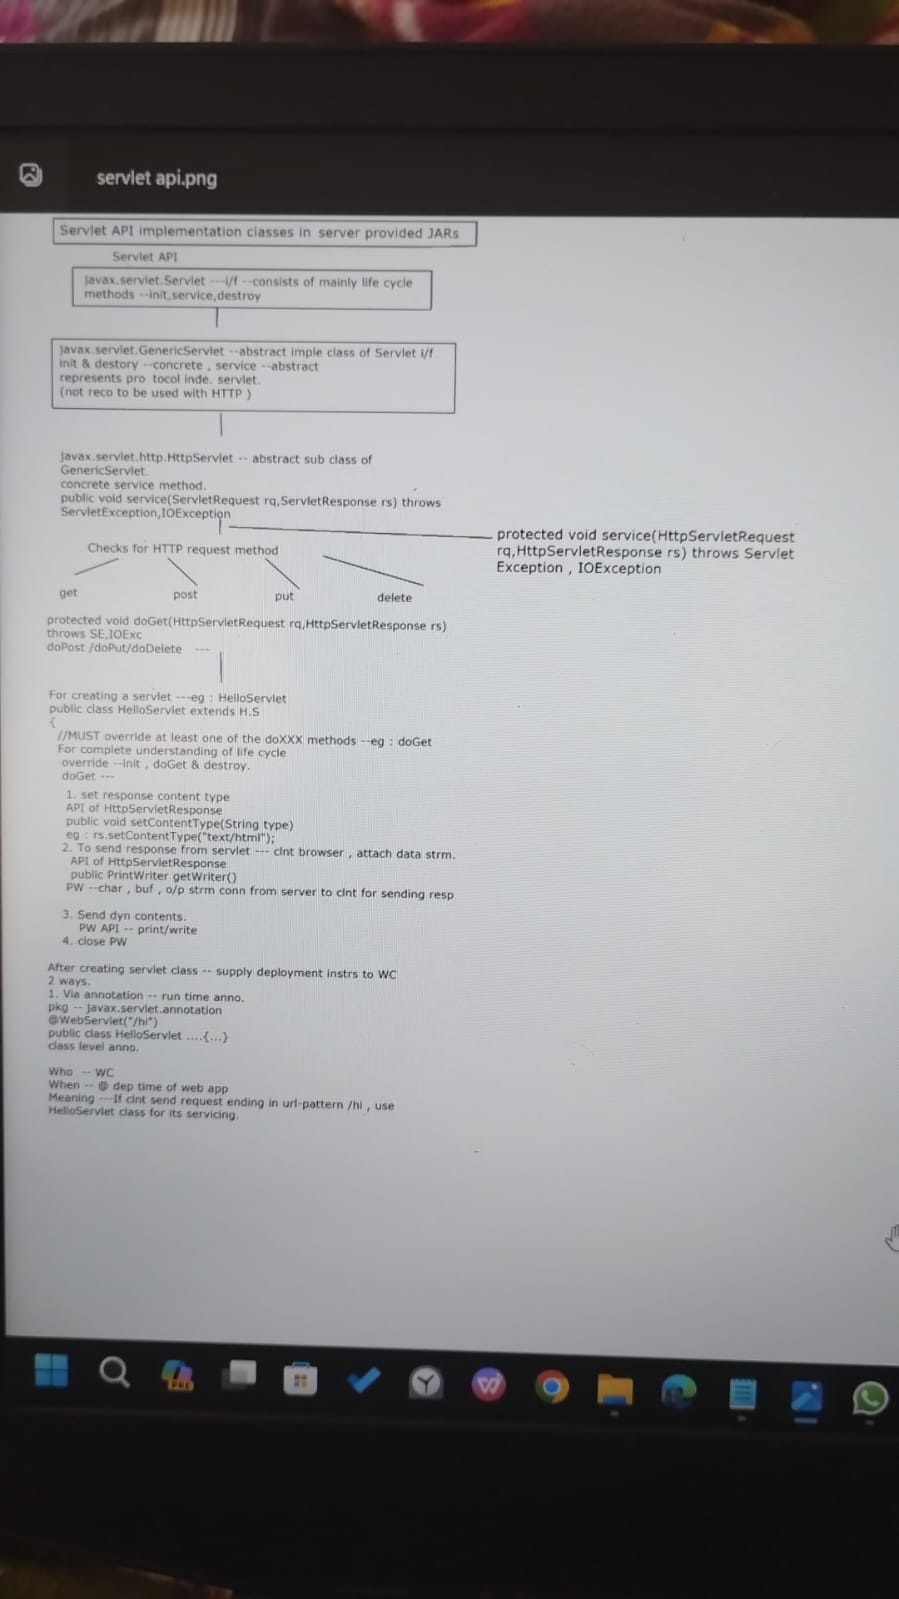 servlet api.png
Servlet API implementation classes in server provided JARs
Servlet API
javax.servlet.Servlet ---i/f --consists of mainly life cycle
methods --init,service,destroy
javax.servlet.GenericServlet --abstract imple class of Servlet i/f
init & destory --concrete , service --abstract
represents pro tocol inde. servlet.
(not reco to be used with HTTP )
javax.servlet.http.HttpServlet -- abstract sub class of
GenericServlet.
concrete service method.
public void service(ServletRequest rq,ServletResponse rs) throws
ServletException,IOException
protected void service(HttpServletRequest
rq,HttpServletResponse rs) throws Servlet
Exception , IOException
Checks for HTTP request method
get post put delete
protected void doGet(HttpServletRequest rq,HttpServletResponse rs)
throws SE,IOExc
doPost /doPut/doDelete ---
For creating a servlet ---eg : HelloServlet
public class HelloServlet extends H.S
{
//MUST override at least one of the doXXX methods --eg : doGet
For complete understanding of life cycle
override --init , doGet & destroy.
doGet ---
1. set response content type
API of HttpServletResponse
public void setContentType(String type)
eg : rs.setContentType("text/html");
2. To send response from servlet --- clnt browser , attach data strm.
API of HttpServletResponse
public PrintWriter getWriter()
PW --char , buf , o/p strm conn from server to clnt for sending resp
3. Send dyn contents.
PW API -- print/write
4. close PW
After creating servlet class -- supply deployment instrs to WC
2 ways.
1. Via annotation -- run time anno.
pkg -- javax.servlet.annotation
@WebServlet("/hi")
public class HelloServlet ....{...}
class level anno.
Who -- WC
When -- @ dep time of web app
Meaning ---If clnt send request ending in url-pattern /hi , use
HelloServlet class for its servicing.